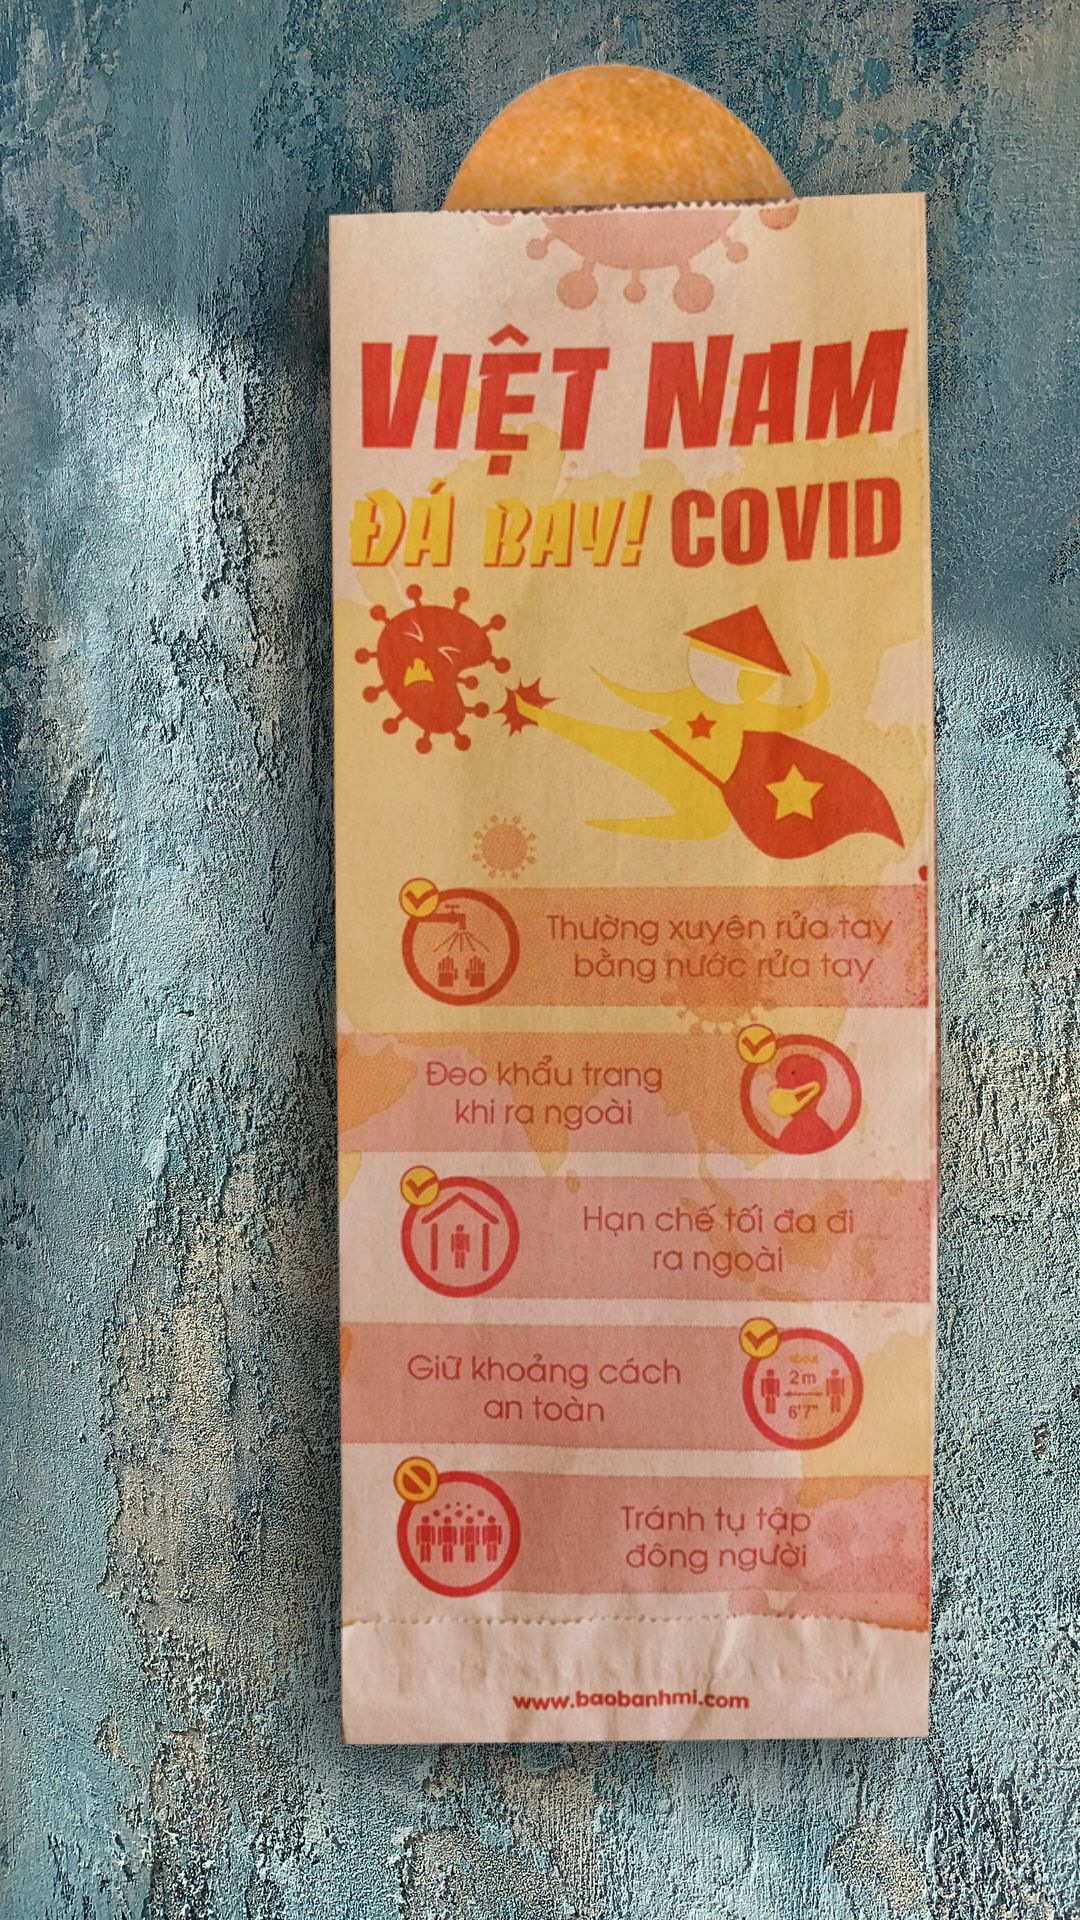 VIỆT NAM
ĐÁ BAY! COVID
Thường xuyên rửa tay
bằng nước rửa tay
Đeo khẩu trang
khi ra ngoài
Hạn chế tối đa đi
ra ngoài
Giữ khoảng cách
an toàn
about
2m
6'7"
Tránh tụ tập
đông người
www.baobanhmi.com